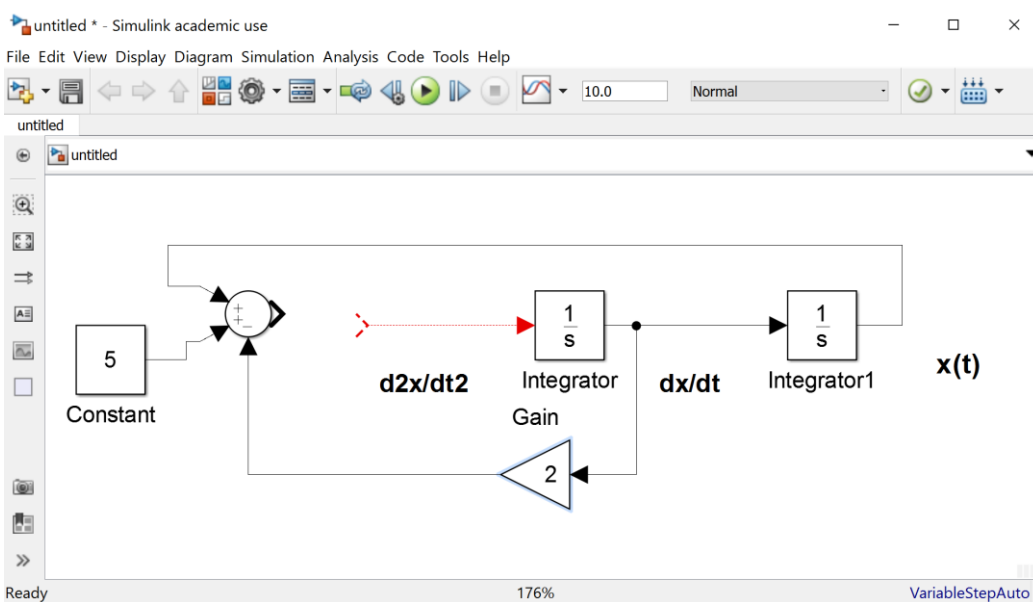 untitled * - Simulink academic use
File Edit View Display Diagram Simulation Analysis Code Tools Help
10.0 Normal
untitled
untitled
+
+
−
5
Constant
1
s
Integrator
1
s
Integrator1
d2x/dt2
dx/dt
x(t)
Gain
2
Ready 176% VariableStepAuto